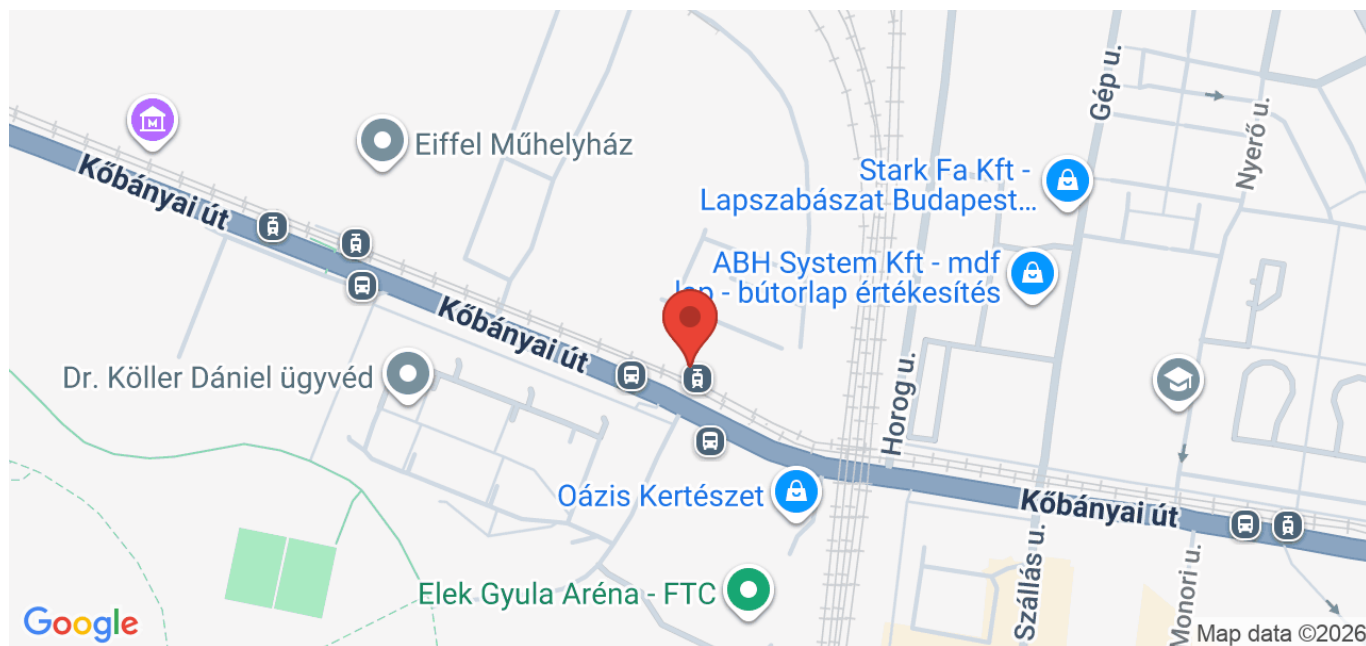 Gép u.
Nyerő u.
Eiffel Műhelyház
Kőbányai út
Stark Fa Kft -
Lapszabászat Budapest...
ABH System Kft - mdf
lap - bútorlap értékesítés
Kőbányai út
Dr. Köller Dániel ügyvéd
Horog u.
Oázis Kertészet
Kőbányai út
Szállás u.
Monori u.
Elek Gyula Aréna - FTC
Google
Map data ©2026